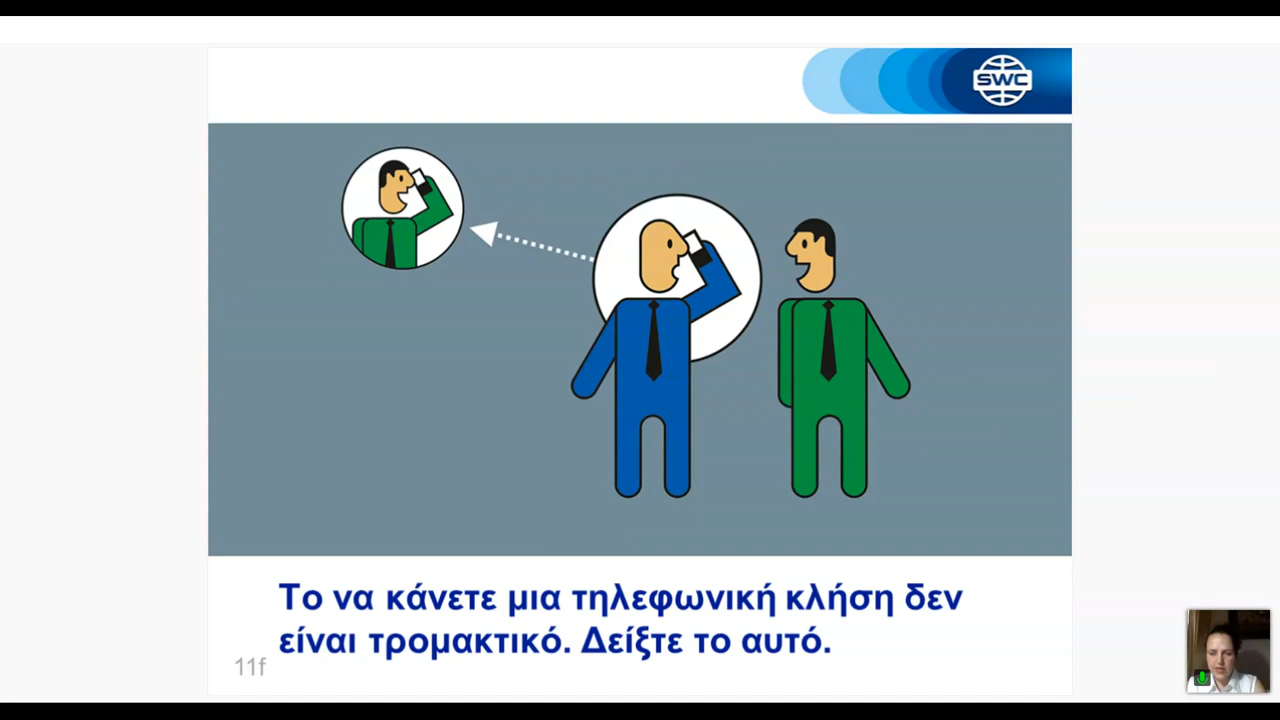 SWC
Το να κάνετε μια τηλεφωνική κλήση δεν
είναι τρομακτικό. Δείξτε το αυτό.
11f